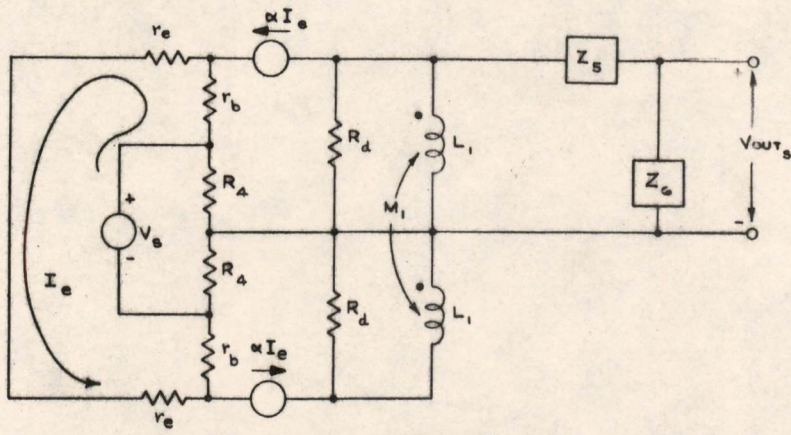 αI_e
r_e
Z_5
+
r_b
R_d
L_1
V_OUT_S
R_4
M_1
Z_6
+
V_s
-
-
R_4
I_e
R_d
L_1
r_b
αI_e
r_e